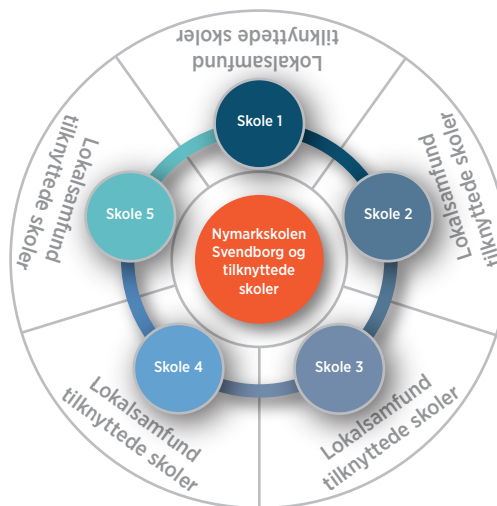 Lokalsamfund
tilknyttede skoler
Skole 1
Lokalsamfund
tilknyttede skoler
Skole 2
Lokalsamfund
tilknyttede skoler
Skole 3
Lokalsamfund
tilknyttede skoler
Skole 4
Lokalsamfund
tilknyttede skoler
Skole 5
Nymarkskolen
Svendborg og
tilknyttede
skoler